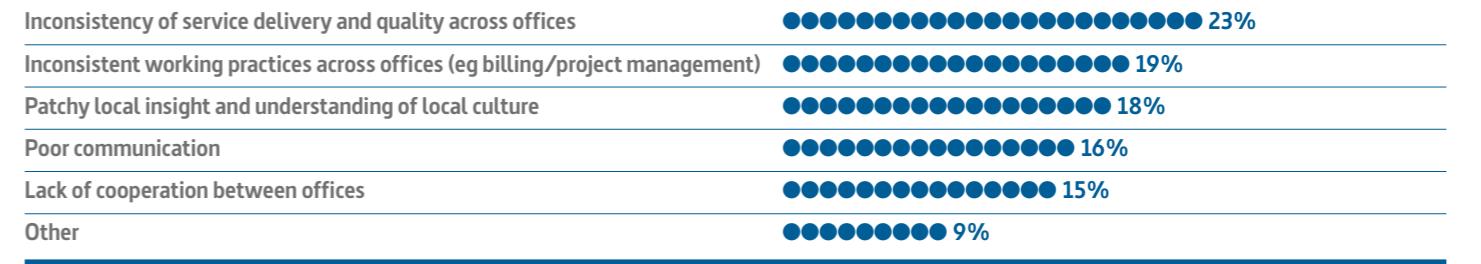 Inconsistency of service delivery and quality across offices 23%
Inconsistent working practices across offices (eg billing/project management) 19%
Patchy local insight and understanding of local culture 18%
Poor communication 16%
Lack of cooperation between offices 15%
Other 9%